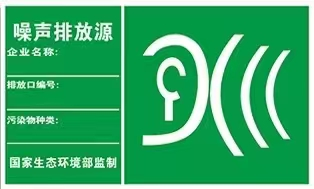 噪声排放源
企业名称：
排放口编号：
污染物种类：
国家生态环境部监制